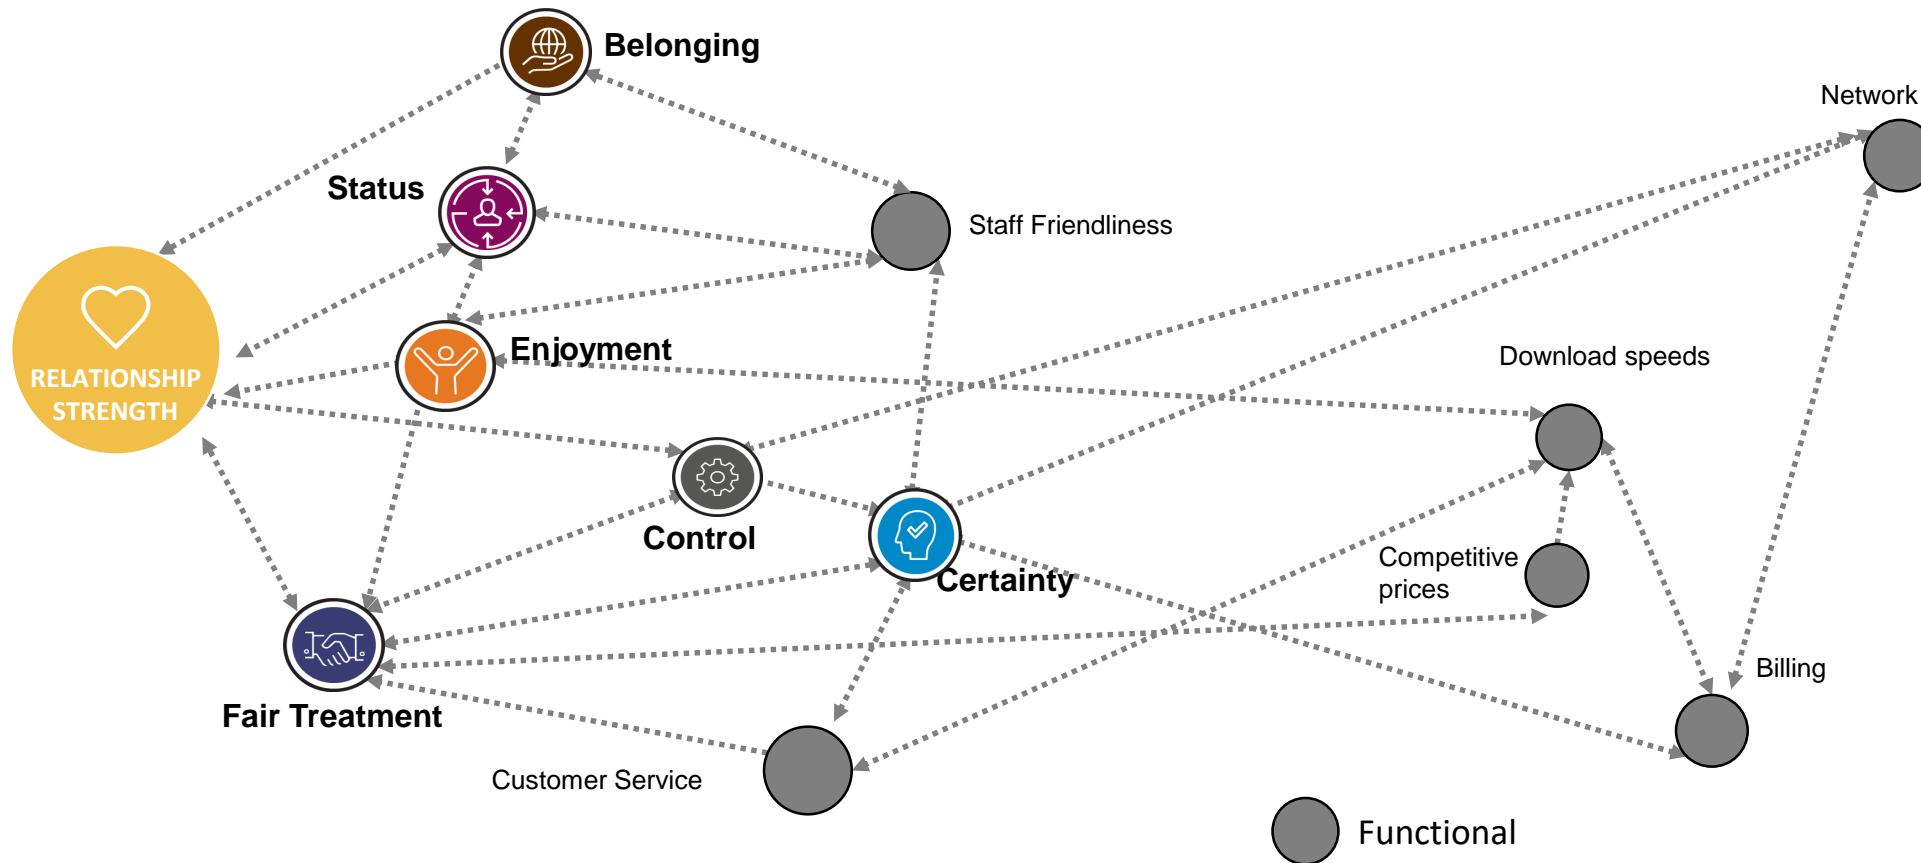 Belonging
Network
Status
Staff Friendliness
Enjoyment
Download speeds
RELATIONSHIP
STRENGTH
Control
Competitive
prices
Certainty
Billing
Fair Treatment
Customer Service
Functional